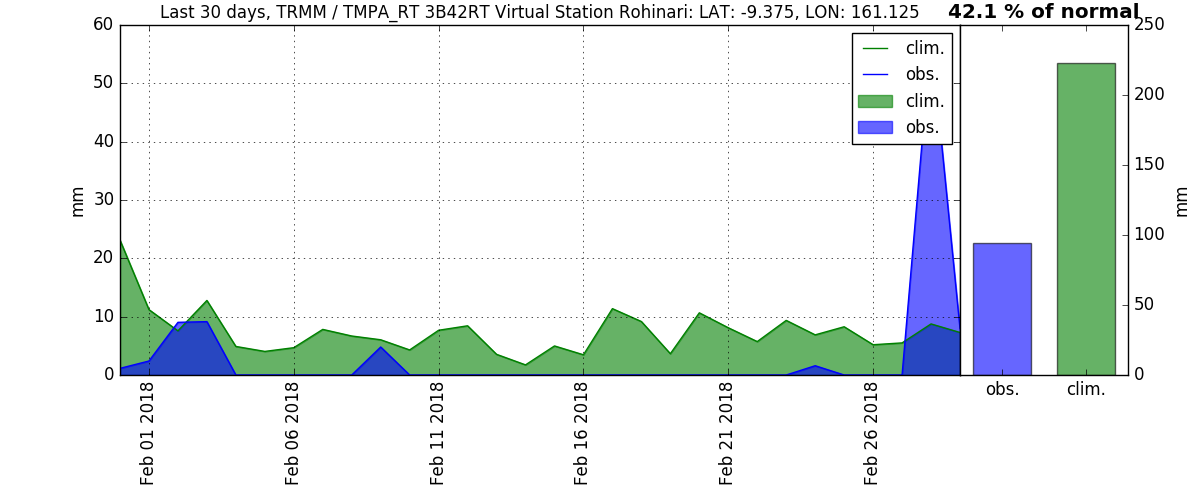 Last 30 days, TRMM / TMPA_RT 3B42RT Virtual Station Rohinari: LAT: -9.375, LON: 161.125
42.1 % of normal
60
50
40
30
20
10
0
mm
clim.
obs.
clim.
obs.
250
200
150
100
50
0
mm
obs.
clim.
Feb 01 2018
Feb 06 2018
Feb 11 2018
Feb 16 2018
Feb 21 2018
Feb 26 2018